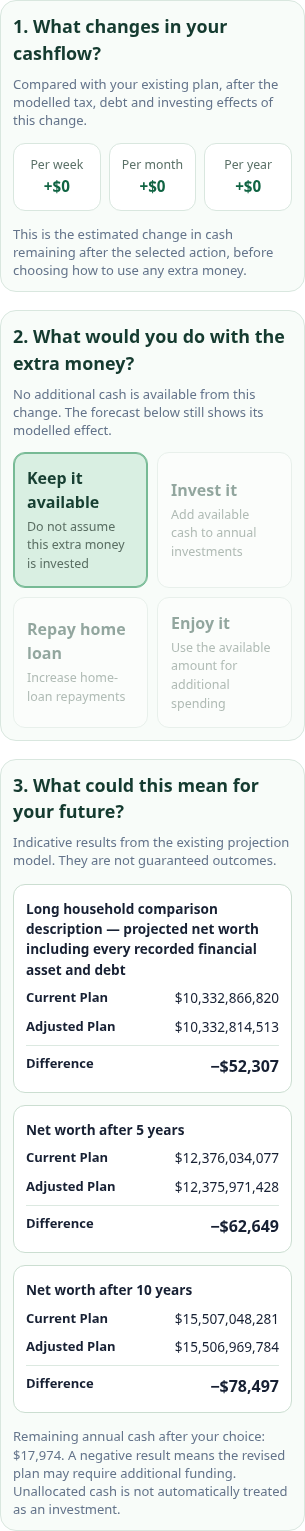 1. What changes in your
cashflow?
Compared with your existing plan, after the
modelled tax, debt and investing effects of
this change.
Per week
+$0
Per month
+$0
Per year
+$0
This is the estimated change in cash
remaining after the selected action, before
choosing how to use any extra money.
2. What would you do with the
extra money?
No additional cash is available from this
change. The forecast below still shows its
modelled effect.
Keep it
available
Do not assume
this extra money
is invested
Invest it
Add available
cash to annual
investments
Repay home
loan
Increase home-
loan repayments
Enjoy it
Use the available
amount for
additional
spending
3. What could this mean for
your future?
Indicative results from the existing projection
model. They are not guaranteed outcomes.
Long household comparison
description — projected net worth
including every recorded financial
asset and debt
Current Plan $10,332,866,820
Adjusted Plan $10,332,814,513
Difference −$52,307
Net worth after 5 years
Current Plan $12,376,034,077
Adjusted Plan $12,375,971,428
Difference −$62,649
Net worth after 10 years
Current Plan $15,507,048,281
Adjusted Plan $15,506,969,784
Difference −$78,497
Remaining annual cash after your choice:
$17,974. A negative result means the revised
plan may require additional funding.
Unallocated cash is not automatically treated
as an investment.